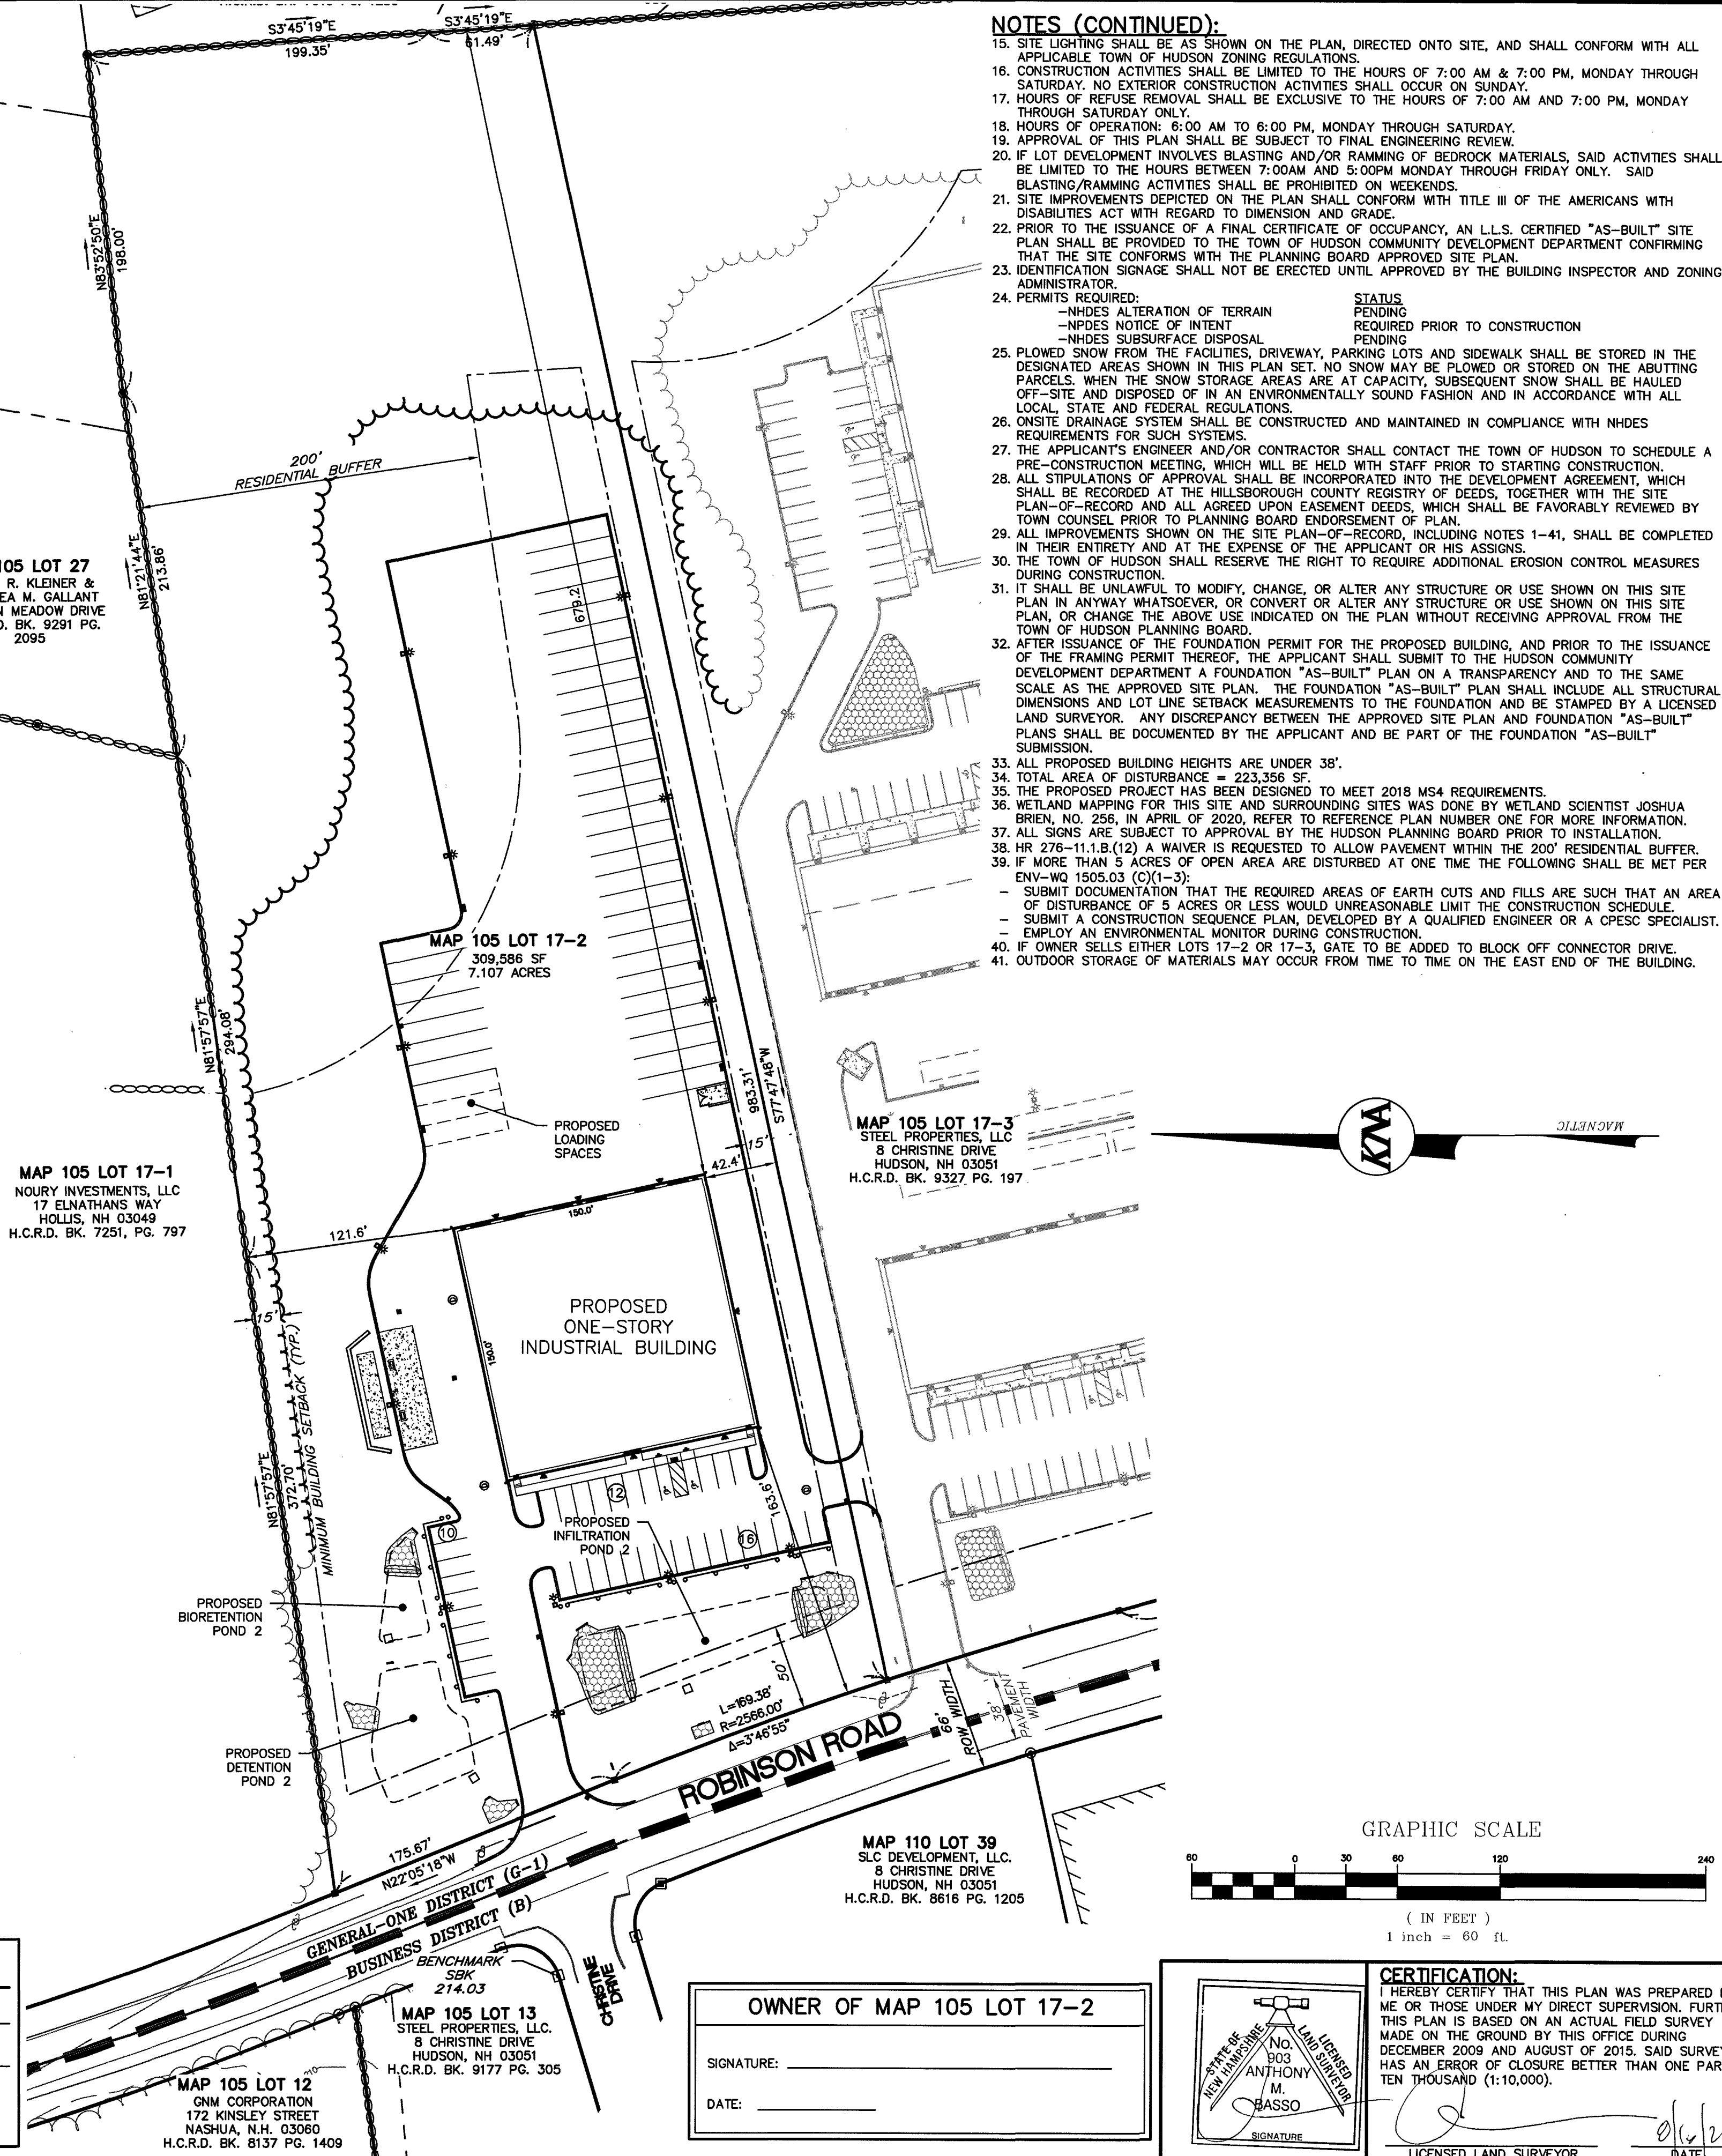 S3°45'19"E
199.35'
S3°45'19"E
61.49'
N83°52'50"E
198.00'
200'
RESIDENTIAL BUFFER
N81°21'44"E
213.86'
105 LOT 27
R. KLEINER &
EA M. GALLANT
N MEADOW DRIVE
D. BK. 9291 PG.
2095
679.2'
MAP 105 LOT 17-2
309,586 SF
7.107 ACRES
N81°57'57"E
294.08'
PROPOSED
LOADING
SPACES
983.31'
S77°47'48"W
15'
42.4'
MAP 105 LOT 17-1
NOURY INVESTMENTS, LLC
17 ELNATHANS WAY
HOLLIS, NH 03049
H.C.R.D. BK. 7251, PG. 797
121.6'
150.0'
MAP 105 LOT 17-3
STEEL PROPERTIES, LLC
8 CHRISTINE DRIVE
HUDSON, NH 03051
H.C.R.D. BK. 9327 PG. 197
15'
PROPOSED
ONE-STORY
INDUSTRIAL BUILDING
150.0'
MINIMUM BUILDING SETBACK (TYP.)
N81°57'57"E
372.70'
12
10
16
163.6'
PROPOSED
INFILTRATION
POND 2
PROPOSED
BIORETENTION
POND 2
PROPOSED
DETENTION
POND 2
50'
L=169.38'
R=2566.00'
Δ=3°46'55"
ROBINSON ROAD
66'
ROW WIDTH
38'
PAVEMENT
WIDTH
175.67'
N22°05'18"W
GENERAL-ONE DISTRICT (G-1)
BUSINESS DISTRICT (B)
BENCHMARK
SBK
214.03
CHRISTINE
DRIVE
MAP 110 LOT 39
SLC DEVELOPMENT, LLC.
8 CHRISTINE DRIVE
HUDSON, NH 03051
H.C.R.D. BK. 8616 PG. 1205
MAP 105 LOT 13
STEEL PROPERTIES, LLC.
8 CHRISTINE DRIVE
HUDSON, NH 03051
H.C.R.D. BK. 9177 PG. 305
210
MAP 105 LOT 12
GNM CORPORATION
172 KINSLEY STREET
NASHUA, N.H. 03060
H.C.R.D. BK. 8137 PG. 1409
NOTES (CONTINUED):
15. SITE LIGHTING SHALL BE AS SHOWN ON THE PLAN, DIRECTED ONTO SITE, AND SHALL CONFORM WITH ALL
APPLICABLE TOWN OF HUDSON ZONING REGULATIONS.
16. CONSTRUCTION ACTIVITIES SHALL BE LIMITED TO THE HOURS OF 7:00 AM & 7:00 PM, MONDAY THROUGH
SATURDAY. NO EXTERIOR CONSTRUCTION ACTIVITIES SHALL OCCUR ON SUNDAY.
17. HOURS OF REFUSE REMOVAL SHALL BE EXCLUSIVE TO THE HOURS OF 7:00 AM AND 7:00 PM, MONDAY
THROUGH SATURDAY ONLY.
18. HOURS OF OPERATION: 6:00 AM TO 6:00 PM, MONDAY THROUGH SATURDAY.
19. APPROVAL OF THIS PLAN SHALL BE SUBJECT TO FINAL ENGINEERING REVIEW.
20. IF LOT DEVELOPMENT INVOLVES BLASTING AND/OR RAMMING OF BEDROCK MATERIALS, SAID ACTIVITIES SHALL
BE LIMITED TO THE HOURS BETWEEN 7:00AM AND 5:00PM MONDAY THROUGH FRIDAY ONLY. SAID
BLASTING/RAMMING ACTIVITIES SHALL BE PROHIBITED ON WEEKENDS.
21. SITE IMPROVEMENTS DEPICTED ON THE PLAN SHALL CONFORM WITH TITLE III OF THE AMERICANS WITH
DISABILITIES ACT WITH REGARD TO DIMENSION AND GRADE.
22. PRIOR TO THE ISSUANCE OF A FINAL CERTIFICATE OF OCCUPANCY, AN L.L.S. CERTIFIED "AS-BUILT" SITE
PLAN SHALL BE PROVIDED TO THE TOWN OF HUDSON COMMUNITY DEVELOPMENT DEPARTMENT CONFIRMING
THAT THE SITE CONFORMS WITH THE PLANNING BOARD APPROVED SITE PLAN.
23. IDENTIFICATION SIGNAGE SHALL NOT BE ERECTED UNTIL APPROVED BY THE BUILDING INSPECTOR AND ZONING
ADMINISTRATOR.
24. PERMITS REQUIRED: STATUS
-NHDES ALTERATION OF TERRAIN PENDING
-NPDES NOTICE OF INTENT REQUIRED PRIOR TO CONSTRUCTION
-NHDES SUBSURFACE DISPOSAL PENDING
25. PLOWED SNOW FROM THE FACILITIES, DRIVEWAY, PARKING LOTS AND SIDEWALK SHALL BE STORED IN THE
DESIGNATED AREAS SHOWN IN THIS PLAN SET. NO SNOW MAY BE PLOWED OR STORED ON THE ABUTTING
PARCELS. WHEN THE SNOW STORAGE AREAS ARE AT CAPACITY, SUBSEQUENT SNOW SHALL BE HAULED
OFF-SITE AND DISPOSED OF IN AN ENVIRONMENTALLY SOUND FASHION AND IN ACCORDANCE WITH ALL
LOCAL, STATE AND FEDERAL REGULATIONS.
26. ONSITE DRAINAGE SYSTEM SHALL BE CONSTRUCTED AND MAINTAINED IN COMPLIANCE WITH NHDES
REQUIREMENTS FOR SUCH SYSTEMS.
27. THE APPLICANT'S ENGINEER AND/OR CONTRACTOR SHALL CONTACT THE TOWN OF HUDSON TO SCHEDULE A
PRE-CONSTRUCTION MEETING, WHICH WILL BE HELD WITH STAFF PRIOR TO STARTING CONSTRUCTION.
28. ALL STIPULATIONS OF APPROVAL SHALL BE INCORPORATED INTO THE DEVELOPMENT AGREEMENT, WHICH
SHALL BE RECORDED AT THE HILLSBOROUGH COUNTY REGISTRY OF DEEDS, TOGETHER WITH THE SITE
PLAN-OF-RECORD AND ALL AGREED UPON EASEMENT DEEDS, WHICH SHALL BE FAVORABLY REVIEWED BY
TOWN COUNSEL PRIOR TO PLANNING BOARD ENDORSEMENT OF PLAN.
29. ALL IMPROVEMENTS SHOWN ON THE SITE PLAN-OF-RECORD, INCLUDING NOTES 1-41, SHALL BE COMPLETED
IN THEIR ENTIRETY AND AT THE EXPENSE OF THE APPLICANT OR HIS ASSIGNS.
30. THE TOWN OF HUDSON SHALL RESERVE THE RIGHT TO REQUIRE ADDITIONAL EROSION CONTROL MEASURES
DURING CONSTRUCTION.
31. IT SHALL BE UNLAWFUL TO MODIFY, CHANGE, OR ALTER ANY STRUCTURE OR USE SHOWN ON THIS SITE
PLAN IN ANYWAY WHATSOEVER, OR CONVERT OR ALTER ANY STRUCTURE OR USE SHOWN ON THIS SITE
PLAN, OR CHANGE THE ABOVE USE INDICATED ON THE PLAN WITHOUT RECEIVING APPROVAL FROM THE
TOWN OF HUDSON PLANNING BOARD.
32. AFTER ISSUANCE OF THE FOUNDATION PERMIT FOR THE PROPOSED BUILDING, AND PRIOR TO THE ISSUANCE
OF THE FRAMING PERMIT THEREOF, THE APPLICANT SHALL SUBMIT TO THE HUDSON COMMUNITY
DEVELOPMENT DEPARTMENT A FOUNDATION "AS-BUILT" PLAN ON A TRANSPARENCY AND TO THE SAME
SCALE AS THE APPROVED SITE PLAN. THE FOUNDATION "AS-BUILT" PLAN SHALL INCLUDE ALL STRUCTURAL
DIMENSIONS AND LOT LINE SETBACK MEASUREMENTS TO THE FOUNDATION AND BE STAMPED BY A LICENSED
LAND SURVEYOR. ANY DISCREPANCY BETWEEN THE APPROVED SITE PLAN AND FOUNDATION "AS-BUILT"
PLANS SHALL BE DOCUMENTED BY THE APPLICANT AND BE PART OF THE FOUNDATION "AS-BUILT"
SUBMISSION.
33. ALL PROPOSED BUILDING HEIGHTS ARE UNDER 38'.
34. TOTAL AREA OF DISTURBANCE = 223,356 SF.
35. THE PROPOSED PROJECT HAS BEEN DESIGNED TO MEET 2018 MS4 REQUIREMENTS.
36. WETLAND MAPPING FOR THIS SITE AND SURROUNDING SITES WAS DONE BY WETLAND SCIENTIST JOSHUA
BRIEN, NO. 256, IN APRIL OF 2020, REFER TO REFERENCE PLAN NUMBER ONE FOR MORE INFORMATION.
37. ALL SIGNS ARE SUBJECT TO APPROVAL BY THE HUDSON PLANNING BOARD PRIOR TO INSTALLATION.
38. HR 276-11.1.B.(12) A WAIVER IS REQUESTED TO ALLOW PAVEMENT WITHIN THE 200' RESIDENTIAL BUFFER.
39. IF MORE THAN 5 ACRES OF OPEN AREA ARE DISTURBED AT ONE TIME THE FOLLOWING SHALL BE MET PER
ENV-WQ 1505.03 (C)(1-3):
- SUBMIT DOCUMENTATION THAT THE REQUIRED AREAS OF EARTH CUTS AND FILLS ARE SUCH THAT AN AREA
OF DISTURBANCE OF 5 ACRES OR LESS WOULD UNREASONABLE LIMIT THE CONSTRUCTION SCHEDULE.
- SUBMIT A CONSTRUCTION SEQUENCE PLAN, DEVELOPED BY A QUALIFIED ENGINEER OR A CPESC SPECIALIST.
- EMPLOY AN ENVIRONMENTAL MONITOR DURING CONSTRUCTION.
40. IF OWNER SELLS EITHER LOTS 17-2 OR 17-3, GATE TO BE ADDED TO BLOCK OFF CONNECTOR DRIVE.
41. OUTDOOR STORAGE OF MATERIALS MAY OCCUR FROM TIME TO TIME ON THE EAST END OF THE BUILDING.
KNA
MAGNETIC
GRAPHIC SCALE
60 0 30 60 120 240
( IN FEET )
1 inch = 60 ft.
OWNER OF MAP 105 LOT 17-2
SIGNATURE:
DATE:
STATE OF NEW HAMPSHIRE
LICENSED LAND SURVEYOR
No.
903
ANTHONY
M.
BASSO
SIGNATURE
CERTIFICATION:
I HEREBY CERTIFY THAT THIS PLAN WAS PREPARED
ME OR THOSE UNDER MY DIRECT SUPERVISION. FURT
THIS PLAN IS BASED ON AN ACTUAL FIELD SURVEY
MADE ON THE GROUND BY THIS OFFICE DURING
DECEMBER 2009 AND AUGUST OF 2015. SAID SURVE
HAS AN ERROR OF CLOSURE BETTER THAN ONE PAR
TEN THOUSAND (1:10,000).
LICENSED LAND SURVEYOR
DATE